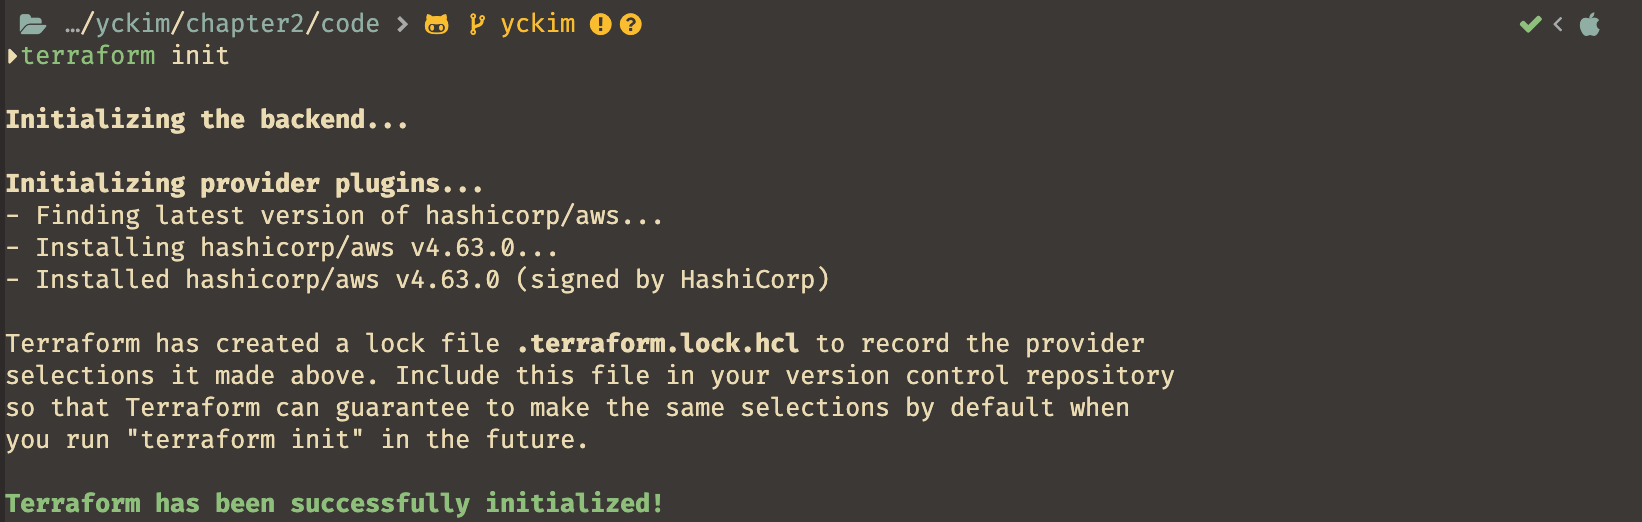 …/yckim/chapter2/code > yckim ! ? <
terraform init
Initializing the backend...
Initializing provider plugins...
- Finding latest version of hashicorp/aws...
- Installing hashicorp/aws v4.63.0...
- Installed hashicorp/aws v4.63.0 (signed by HashiCorp)
Terraform has created a lock file .terraform.lock.hcl to record the provider
selections it made above. Include this file in your version control repository
so that Terraform can guarantee to make the same selections by default when
you run "terraform init" in the future.
Terraform has been successfully initialized!